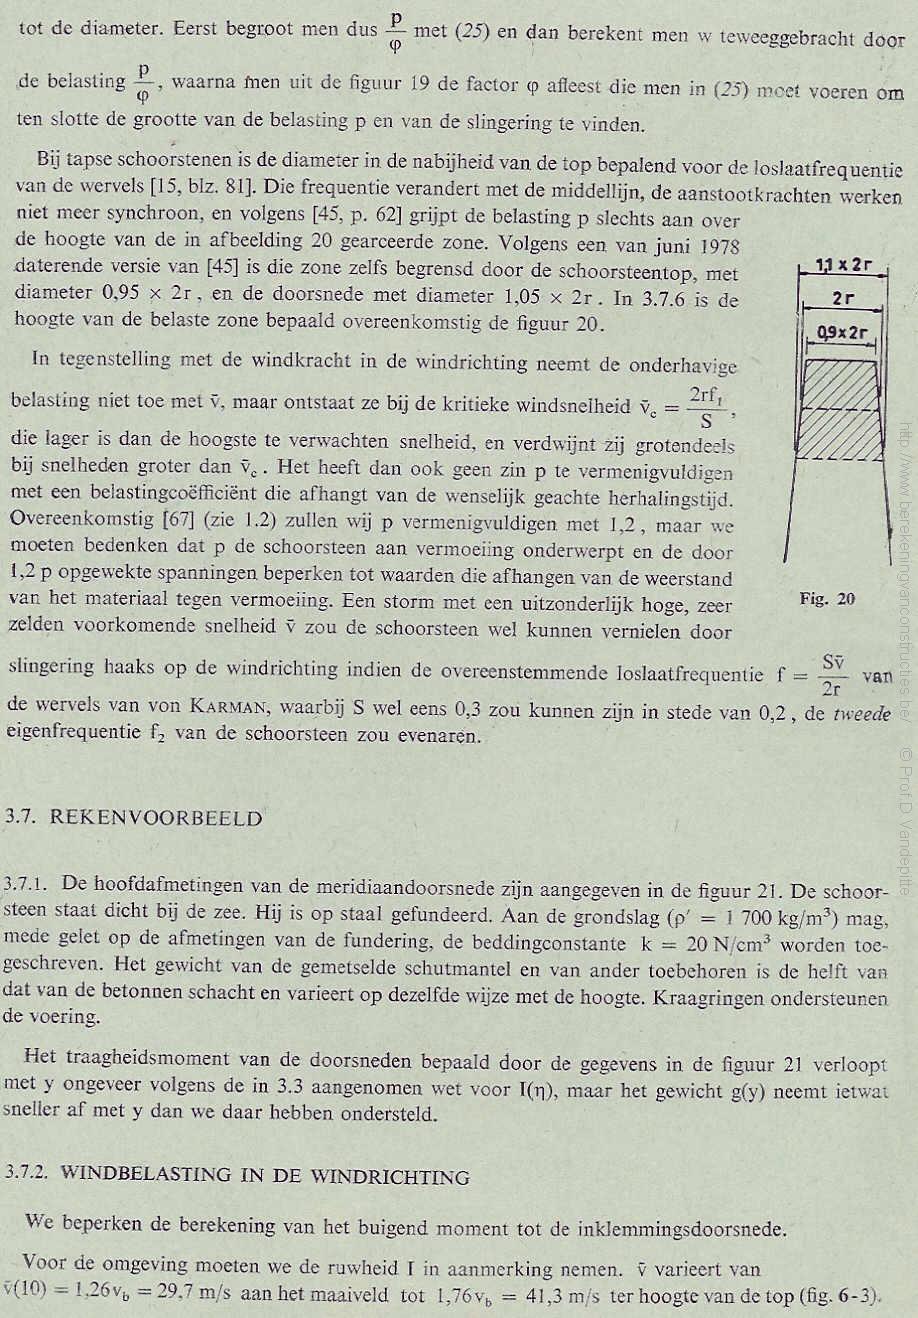 tot de diameter. Eerst begroot men dus p/φ met (25) en dan berekent men w teweeggebracht door
de belasting p/φ, waarna men uit de figuur 19 de factor φ afleest die men in (25) moet voeren om
ten slotte de grootte van de belasting p en van de slingering te vinden.
Bij tapse schoorstenen is de diameter in de nabijheid van de top bepalend voor de loslaatfrequentie
van de wervels [15, blz. 81]. Die frequentie verandert met de middellijn, de aanstootkrachten werken
niet meer synchroon, en volgens [45, p. 62] grijpt de belasting p slechts aan over
de hoogte van de in afbeelding 20 gearceerde zone. Volgens een van juni 1978
daterende versie van [45] is die zone zelfs begrensd door de schoorsteentop, met
diameter 0,95 × 2r, en de doorsnede met diameter 1,05 × 2r. In 3.7.6 is de
hoogte van de belaste zone bepaald overeenkomstig de figuur 20.
In tegenstelling met de windkracht in de windrichting neemt de onderhavige
belasting niet toe met v̄, maar ontstaat ze bij de kritieke windsnelheid v̄c = 2rf₁/S,
die lager is dan de hoogste te verwachten snelheid, en verdwijnt zij grotendeels
bij snelheden groter dan v̄c. Het heeft dan ook geen zin p te vermenigvuldigen
met een belastingcoëfficiënt die afhangt van de wenselijk geachte herhalingstijd.
Overeenkomstig [67] (zie 1.2) zullen wij p vermenigvuldigen met 1,2, maar we
moeten bedenken dat p de schoorsteen aan vermoeiing onderwerpt en de door
1,2 p opgewekte spanningen beperken tot waarden die afhangen van de weerstand
van het materiaal tegen vermoeiing. Een storm met een uitzonderlijk hoge, zeer
zelden voorkomende snelheid v̄ zou de schoorsteen wel kunnen vernielen door
slingering haaks op de windrichting indien de overeenstemmende loslaatfrequentie f = Sv̄/2r van
de wervels van von KARMAN, waarbij S wel eens 0,3 zou kunnen zijn in stede van 0,2, de tweede
eigenfrequentie f₂ van de schoorsteen zou evenaren.
1,1 x 2r
2r
0,9x2r
Fig. 20
3.7. REKENVOORBEELD
3.7.1. De hoofdafmetingen van de meridiaandoorsnede zijn aangegeven in de figuur 21. De schoor-
steen staat dicht bij de zee. Hij is op staal gefundeerd. Aan de grondslag (ρ′ = 1 700 kg/m³) mag,
mede gelet op de afmetingen van de fundering, de beddingconstante k = 20 N/cm³ worden toe-
geschreven. Het gewicht van de gemetselde schutmantel en van ander toebehoren is de helft van
dat van de betonnen schacht en varieert op dezelfde wijze met de hoogte. Kraagringen ondersteunen
de voering.
Het traagheidsmoment van de doorsneden bepaald door de gegevens in de figuur 21 verloopt
met y ongeveer volgens de in 3.3 aangenomen wet voor I(η), maar het gewicht g(y) neemt ietwat
sneller af met y dan we daar hebben ondersteld.
3.7.2. WINDBELASTING IN DE WINDRICHTING
We beperken de berekening van het buigend moment tot de inklemmingsdoorsnede.
Voor de omgeving moeten we de ruwheid I in aanmerking nemen. v̄ varieert van
v̄(10) = 1,26v_b = 29,7 m/s aan het maaiveld tot 1,76v_b = 41,3 m/s ter hoogte van de top (fig. 6-3).
http://www.berekeningvanconstructies.be/ © Prof D. Vandepitte